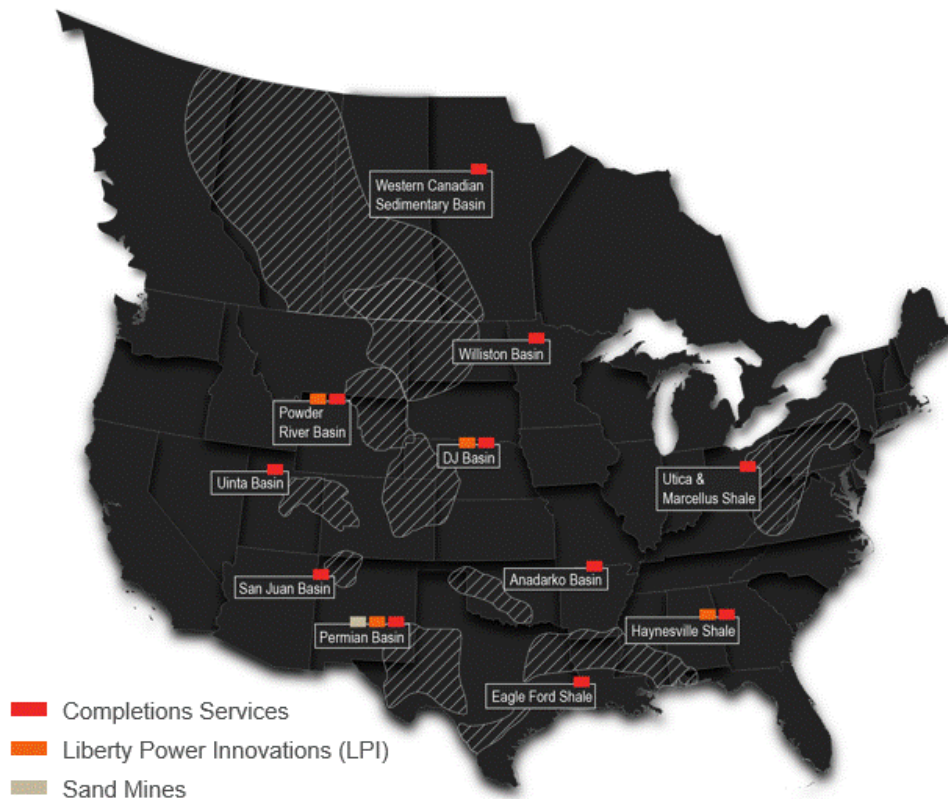 Western Canadian
Sedimentary Basin
Williston Basin
Powder
River Basin
DJ Basin
Uinta Basin
Utica &
Marcellus Shale
San Juan Basin
Anadarko Basin
Permian Basin
Haynesville Shale
Eagle Ford Shale
Completions Services
Liberty Power Innovations (LPI)
Sand Mines